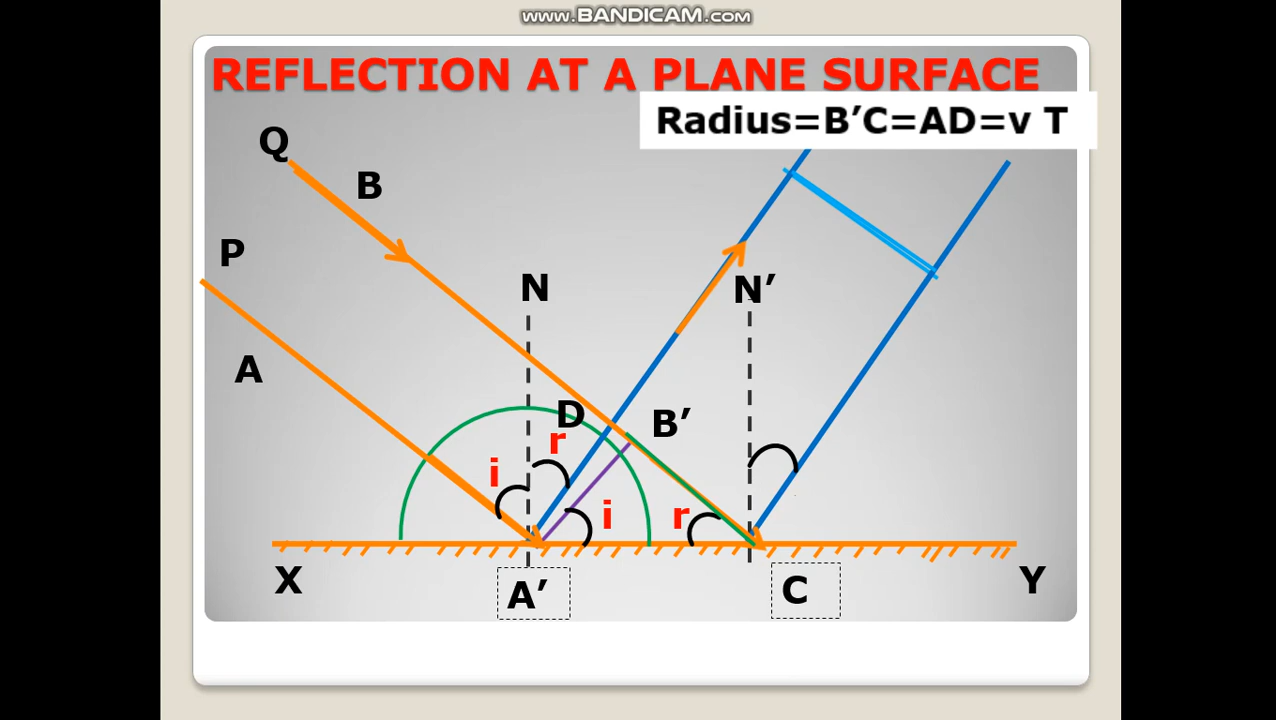 www.BANDICAM.com
REFLECTION AT A PLANE SURFACE
Radius=B′C=AD=v T
Q
B
P
N
N′
A
D
B′
r
i
i
r
X
A′
C
Y